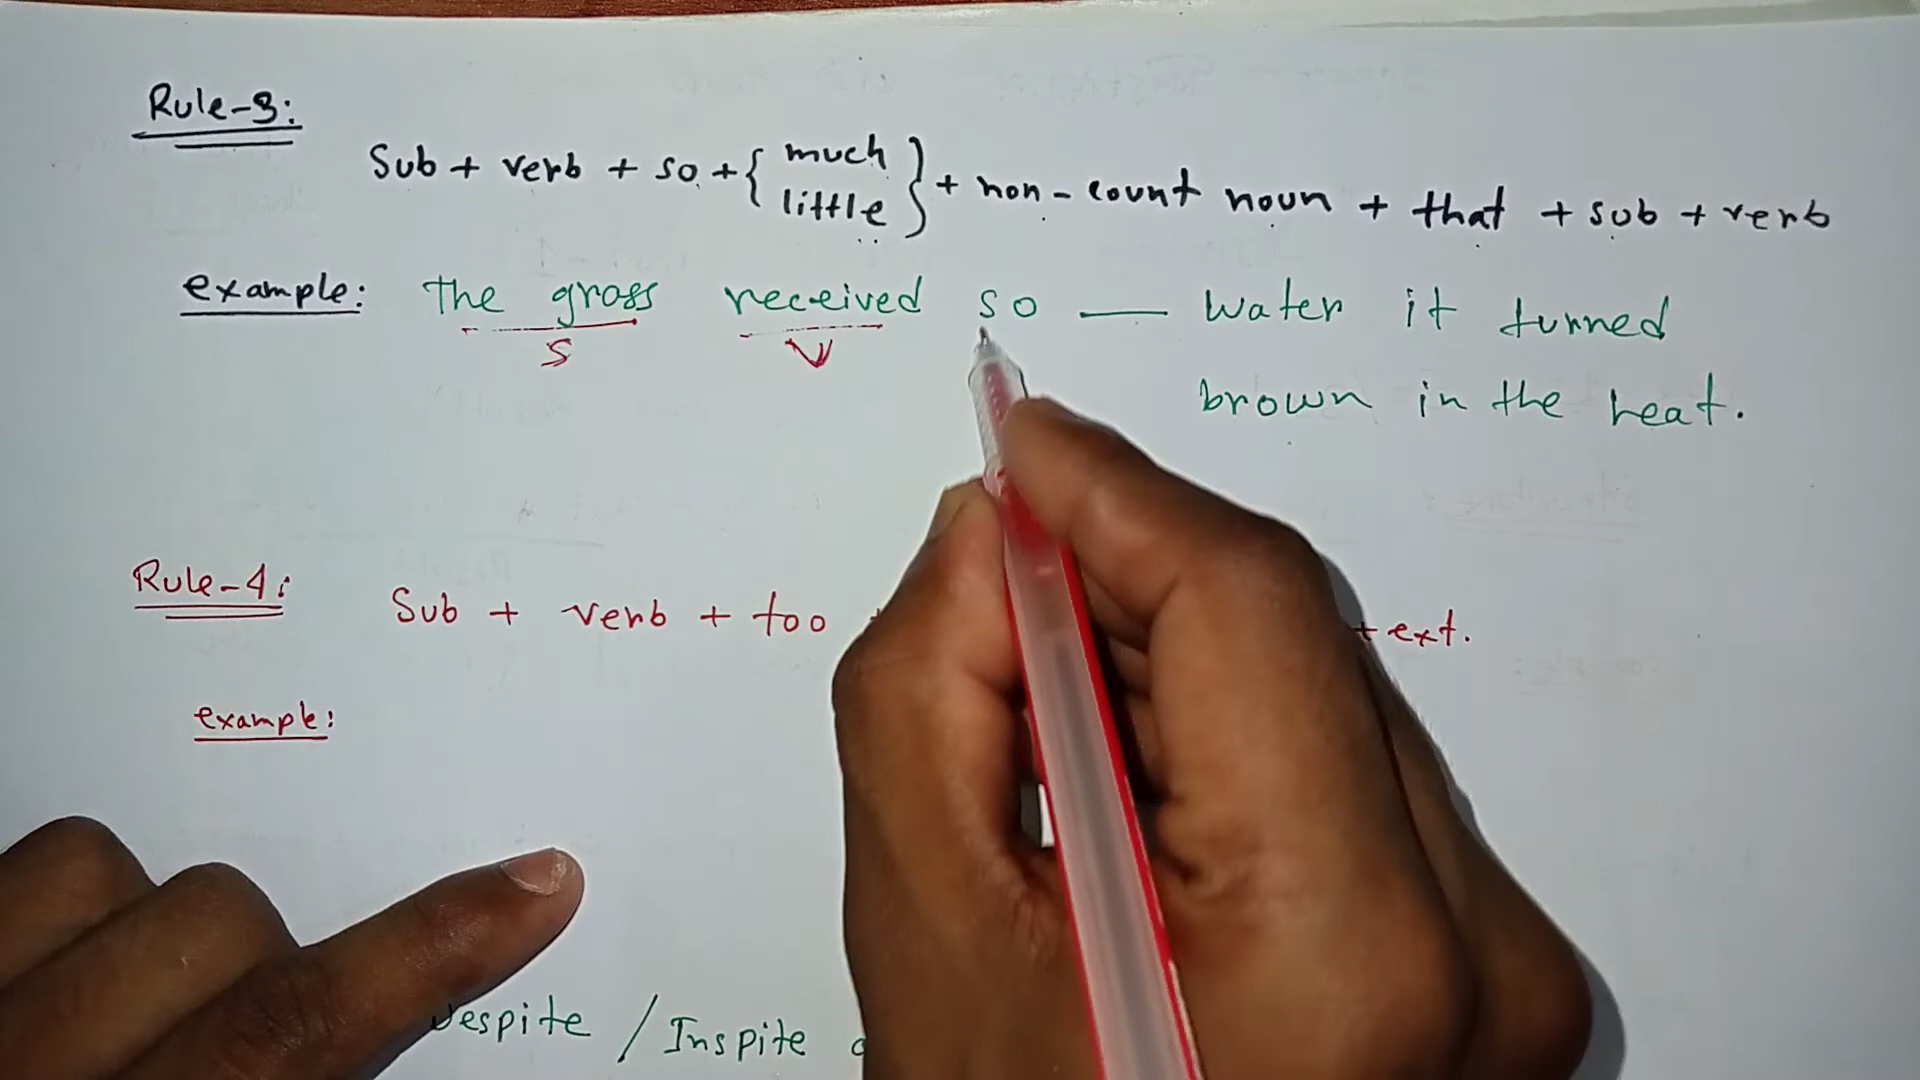 Rule-3:
Sub + verb + so + { much little } + non-count noun + that + sub + verb
example: The grass received so — water it turned
S V
brown in the heat.
Rule-4:
Sub + verb + too + ext.
example:
Despite / Inspite